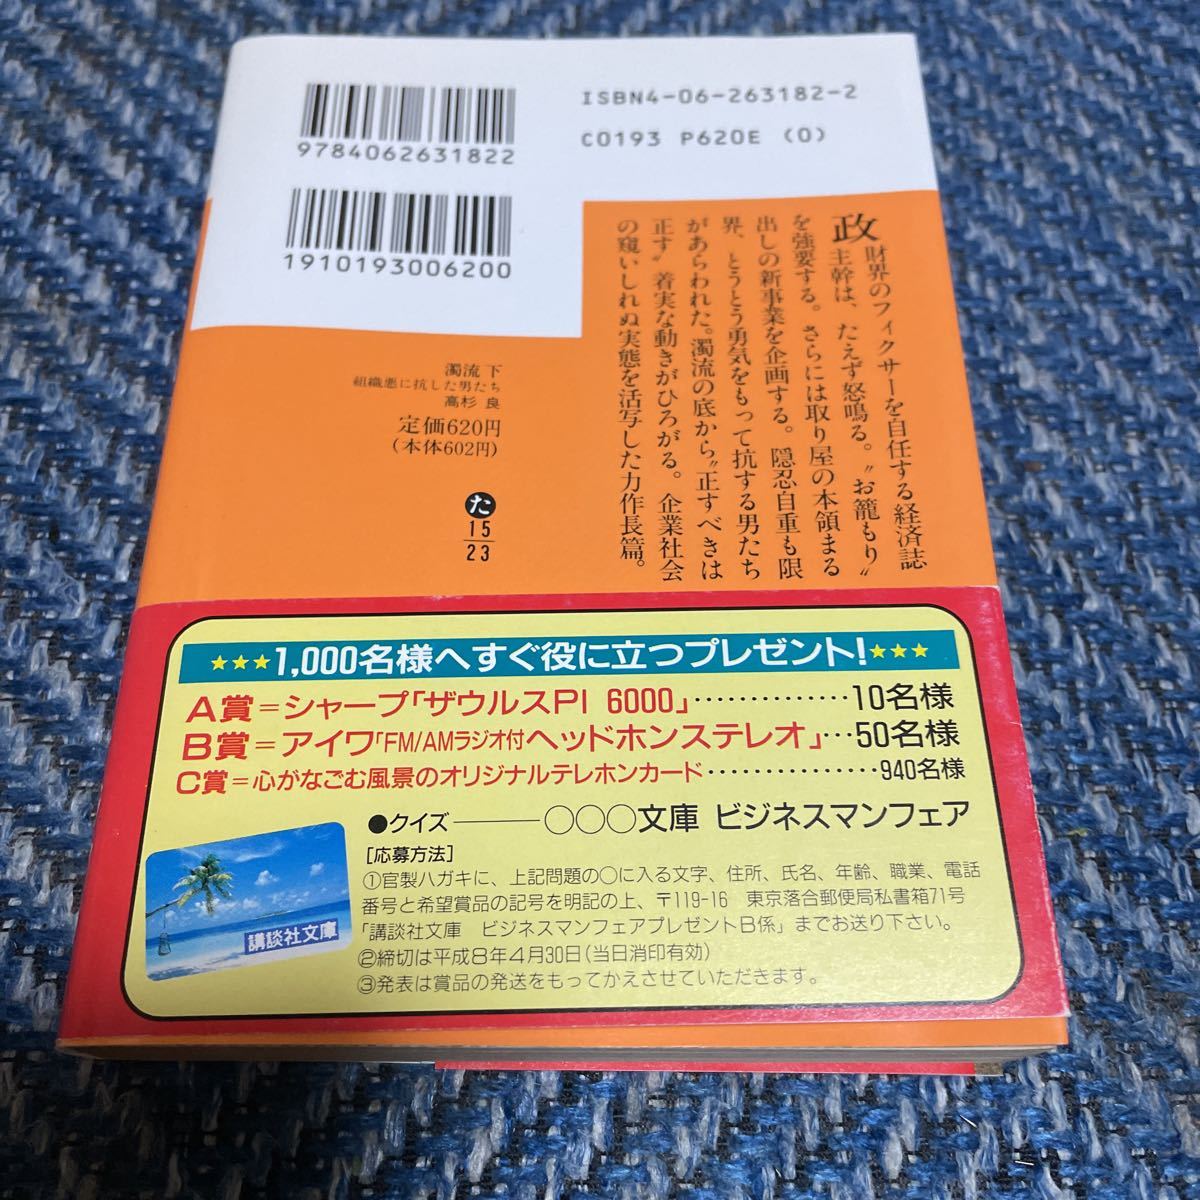 9784062631822
ISBN4-06-263182-2
C0193 P620E (0)
1910193006200
政財界のフィクサーを自任する経済誌
主幹は、たえず怒鳴る。〝お籠もり〟
を強要する。さらには取り屋の本領まる
出しの新事業を企画する。隠忍自重も限
界、とうとう勇気をもって抗する男たち
があらわれた。濁流の底から〝正すべきは
正す〟着実な動きがひろがる。企業社会
の窺いしれぬ実態を活写した力作長篇。
濁流 下
組織悪に抗した男たち
高杉 良
定価620円
(本体602円)
た
15
23
★★★1,000名様へすぐ役に立つプレゼント!★★★
A賞=シャープ「ザウルスPI 6000」……………10名様
B賞=アイワ「FM/AMラジオ付ヘッドホンステレオ」…50名様
C賞=心がなごむ風景のオリジナルテレホンカード……………940名様
●クイズ―――○○○文庫 ビジネスマンフェア
[応募方法]
①官製ハガキに、上記問題の○に入る文字、住所、氏名、年齢、職業、電話
番号と希望賞品の記号を明記の上、〒119-16 東京落合郵便局私書箱71号
「講談社文庫 ビジネスマンフェアプレゼントB係」までお送り下さい。
②締切は平成8年4月30日(当日消印有効)
③発表は賞品の発送をもってかえさせていただきます。
講談社文庫